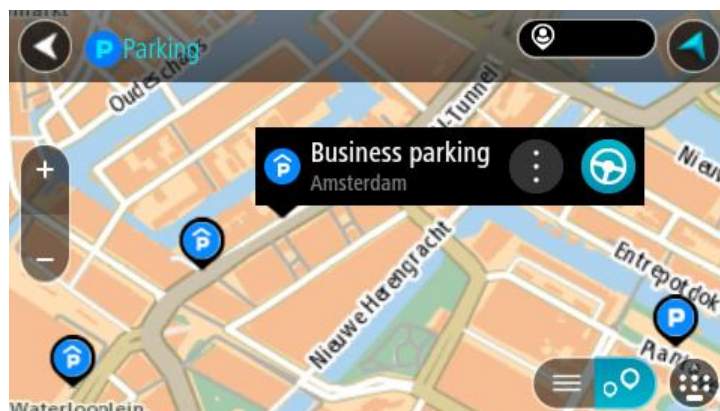 Parking
Oudeschans
Business parking
Amsterdam
Nieuwe Herengracht
Entrepotdok
Waterlooplein